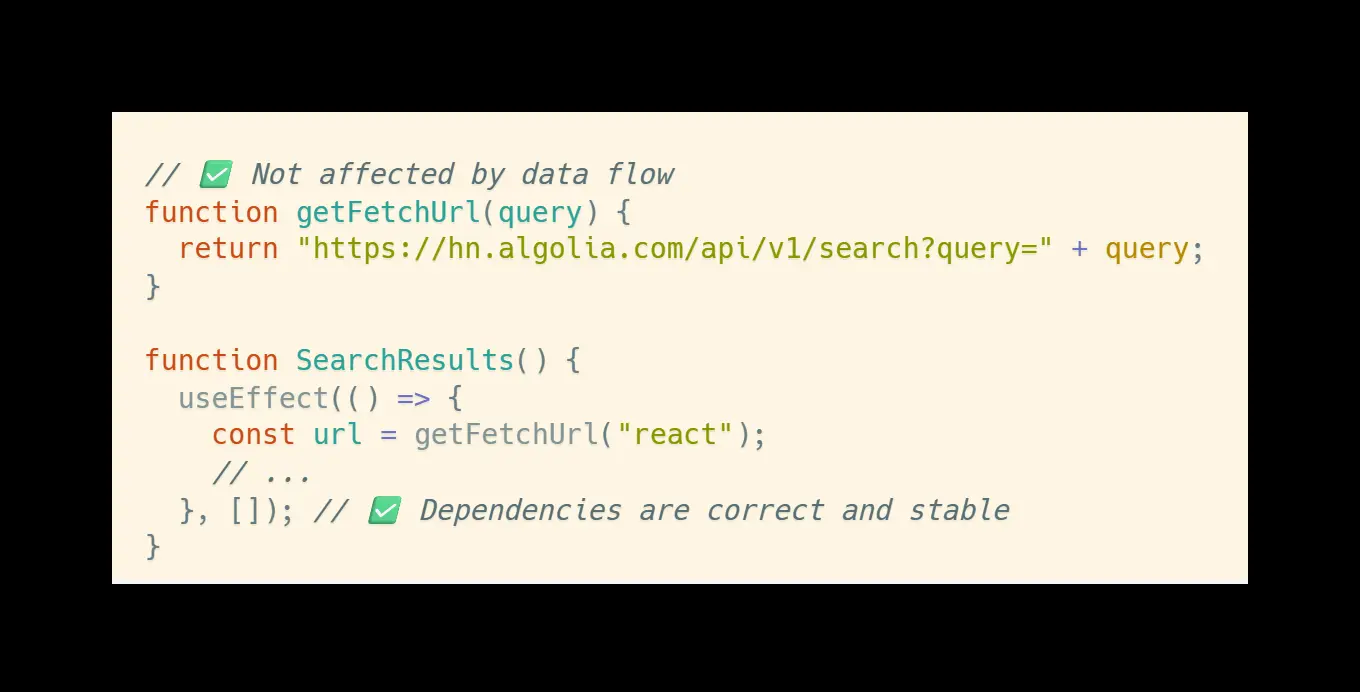 // ✅ Not affected by data flow
function getFetchUrl(query) {
  return "https://hn.algolia.com/api/v1/search?query=" + query;
}

function SearchResults() {
  useEffect(() => {
    const url = getFetchUrl("react");
    // ...
  }, []); // ✅ Dependencies are correct and stable
}